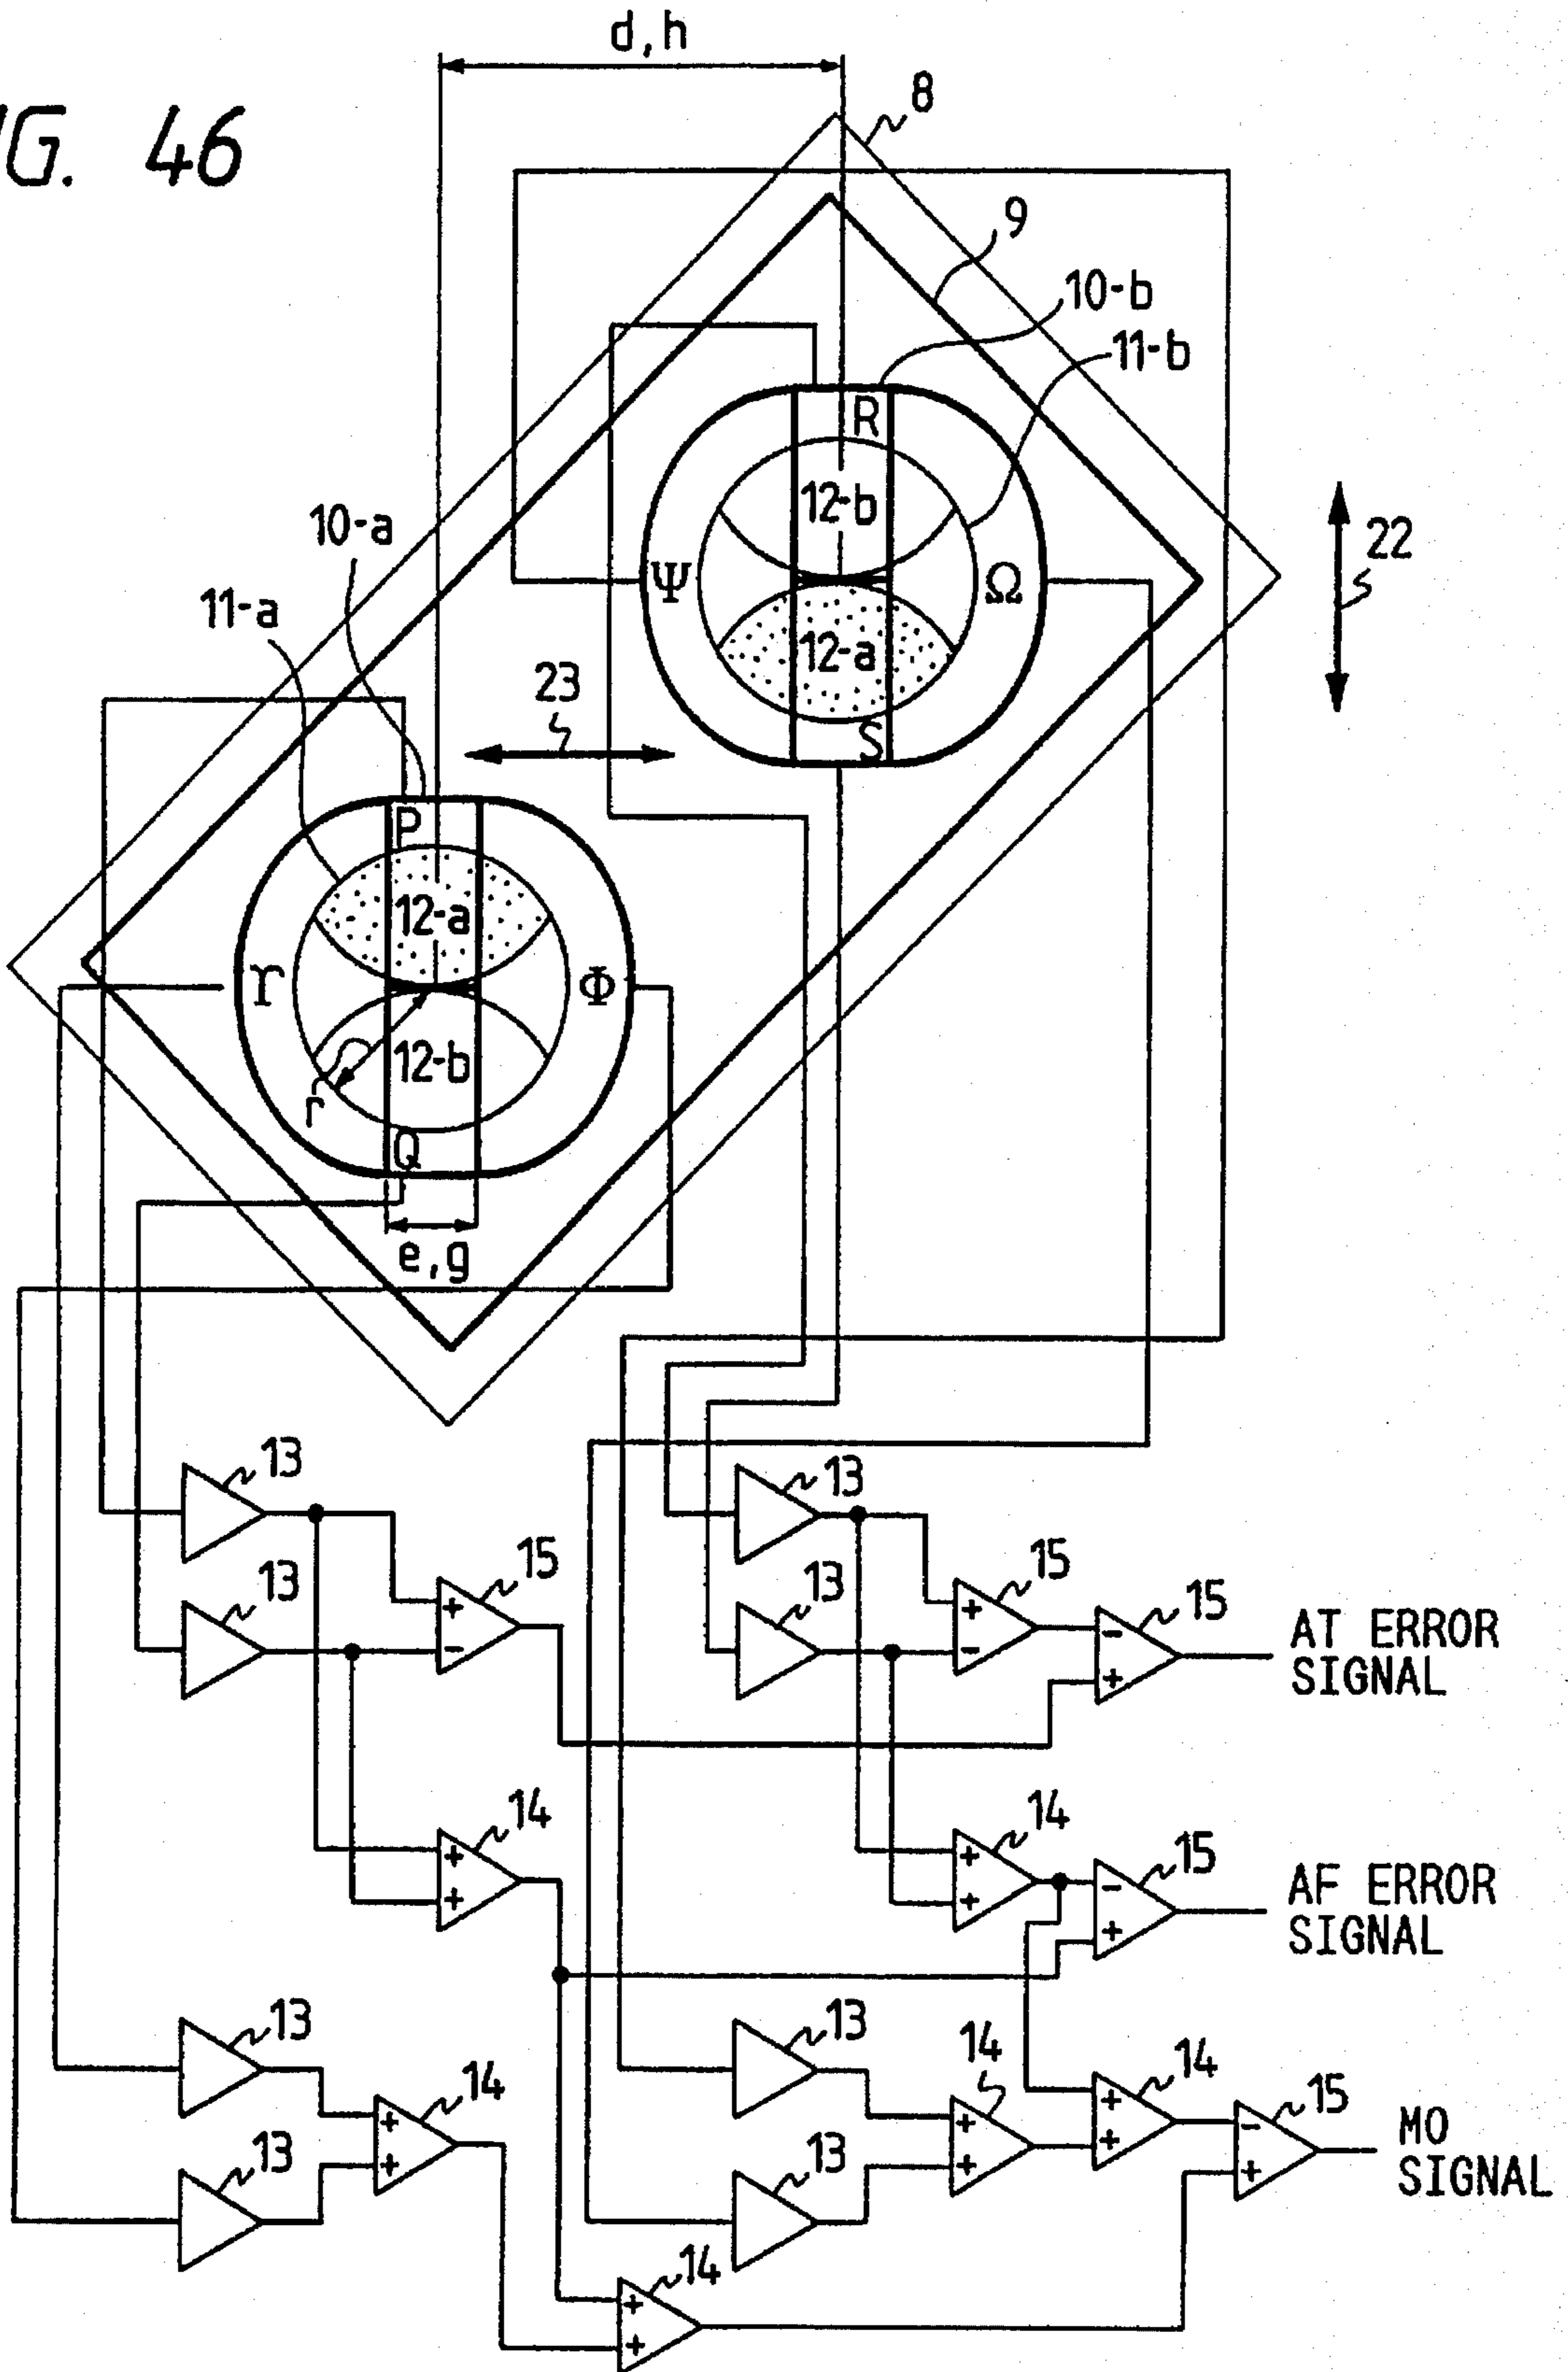 d,h
FIG. 46
8
9
10-b
11-b
R
12-b
10-a
22
Ψ
Ω
11-a
12-a
23
S
P
12-a
ϒ
Φ
12-b
r
Q
e,g
13
13
13
15
13
15
15
+
+
−
AT ERROR
−
−
+
SIGNAL
14
14
15
+
+
−
AF ERROR
+
+
+
SIGNAL
13
13
14
14
14
15
+
+
+
−
MO
13
13
+
+
+
+
SIGNAL
14
+
+